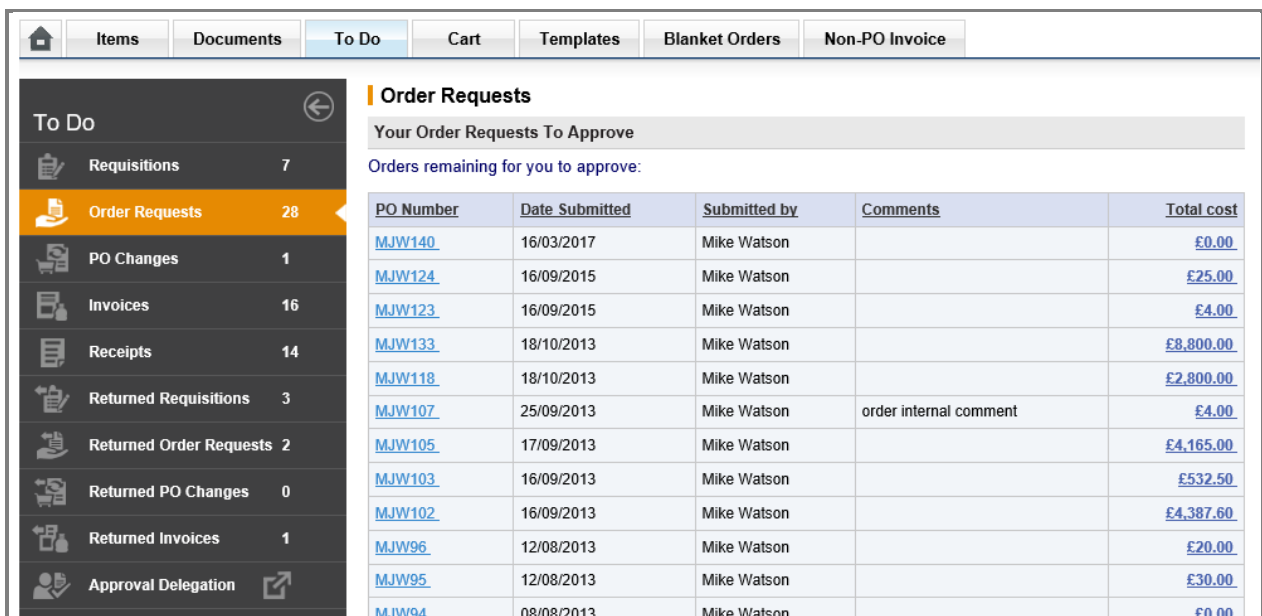 Items Documents To Do Cart Templates Blanket Orders Non-PO Invoice
To Do
Requisitions 7
Order Requests 28
PO Changes 1
Invoices 16
Receipts 14
Returned Requisitions 3
Returned Order Requests 2
Returned PO Changes 0
Returned Invoices 1
Approval Delegation
Order Requests
Your Order Requests To Approve
Orders remaining for you to approve:
PO Number Date Submitted Submitted by Comments Total cost
MJW140 16/03/2017 Mike Watson £0.00
MJW124 16/09/2015 Mike Watson £25.00
MJW123 16/09/2015 Mike Watson £4.00
MJW133 18/10/2013 Mike Watson £8,800.00
MJW118 18/10/2013 Mike Watson £2,800.00
MJW107 25/09/2013 Mike Watson order internal comment £4.00
MJW105 17/09/2013 Mike Watson £4,165.00
MJW103 16/09/2013 Mike Watson £532.50
MJW102 16/09/2013 Mike Watson £4,387.60
MJW96 12/08/2013 Mike Watson £20.00
MJW95 12/08/2013 Mike Watson £30.00
MJW94 08/08/2013 Mike Watson £0.00